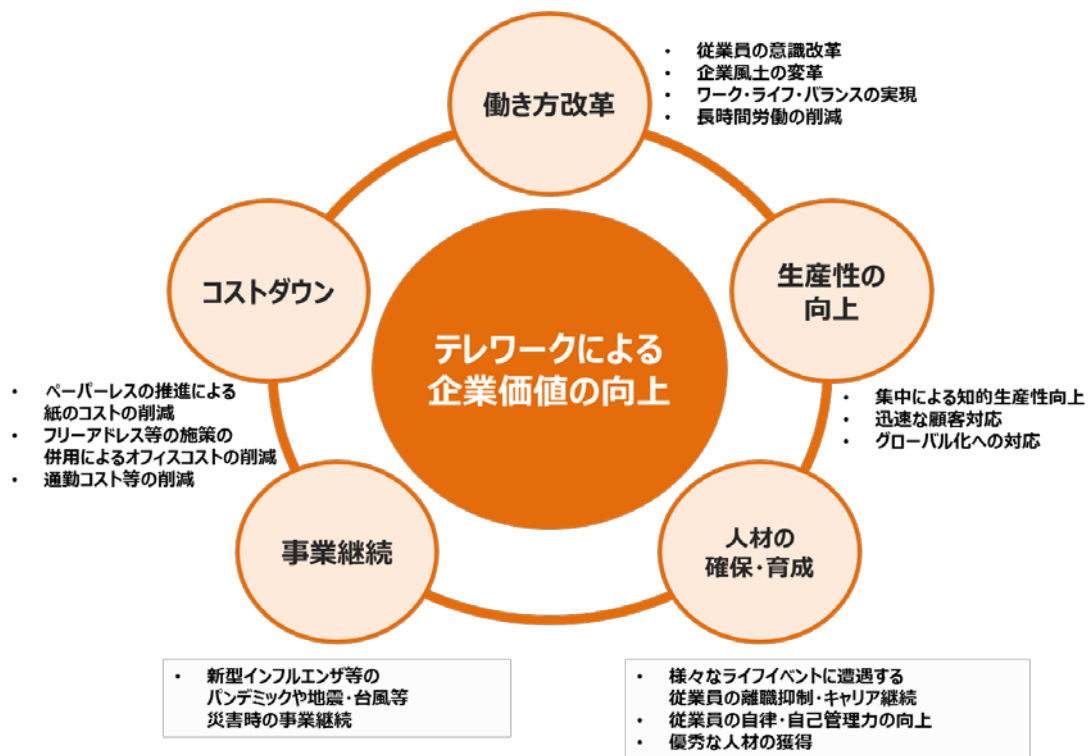 働き方改革
・ 従業員の意識改革
・ 企業風土の変革
・ ワーク・ライフ・バランスの実現
・ 長時間労働の削減
コストダウン
生産性の
向上
テレワークによる
企業価値の向上
・ ペーパーレスの推進による
紙のコストの削減
・ フリーアドレス等の施策の
併用によるオフィスコストの削減
・ 通勤コスト等の削減
・ 集中による知的生産性向上
・ 迅速な顧客対応
・ グローバル化への対応
事業継続
人材の
確保・育成
・ 新型インフルエンザ等の
パンデミックや地震・台風等
災害時の事業継続
・ 様々なライフイベントに遭遇する
従業員の離職抑制・キャリア継続
・ 従業員の自律・自己管理力の向上
・ 優秀な人材の獲得